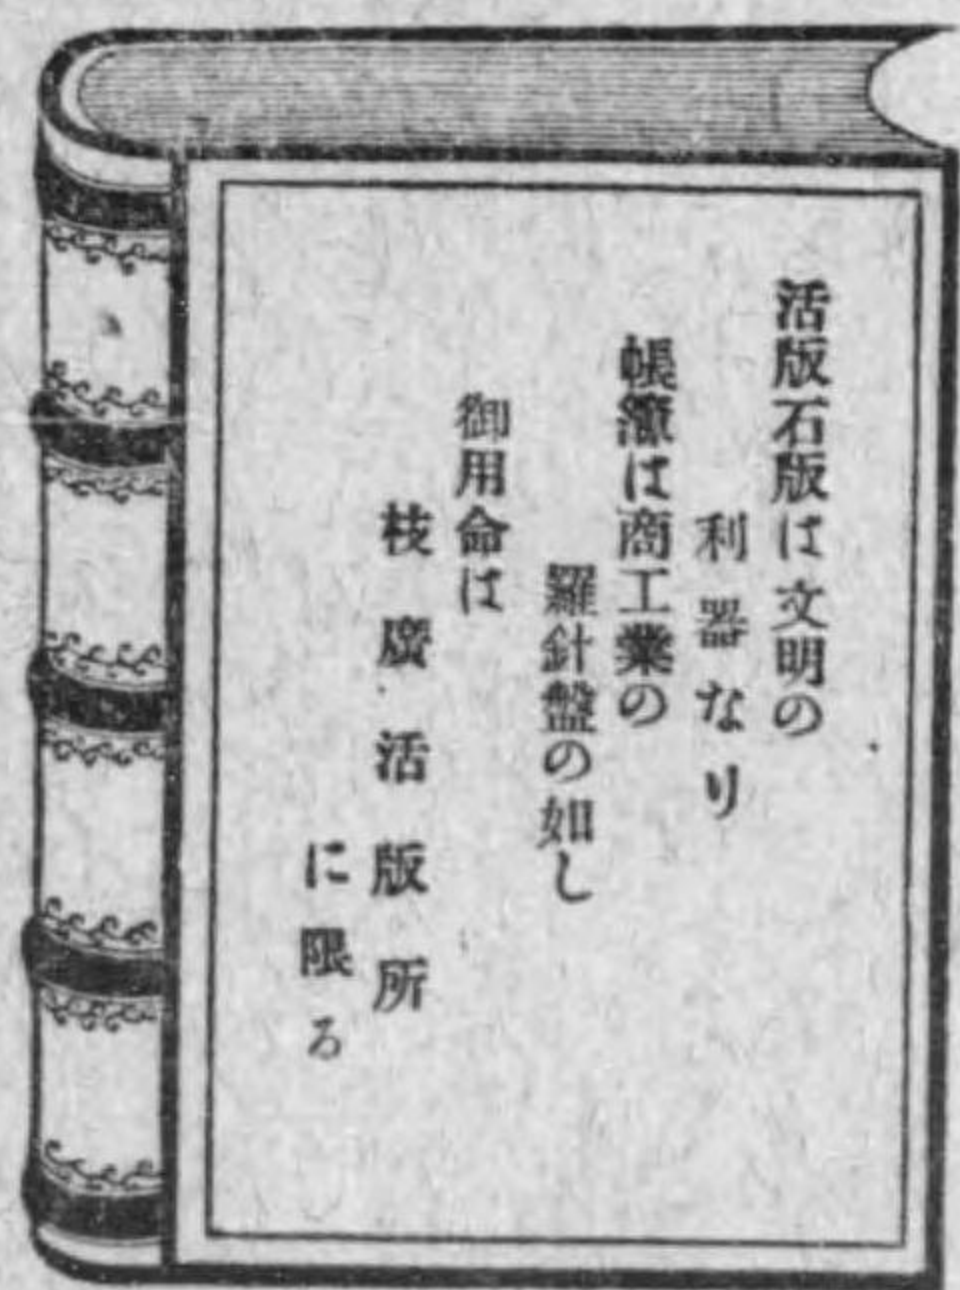 活版石版は文明の
利器なり
帳簿は商工業の
羅針盤の如し
御用命は
枝廣活版所
に限る